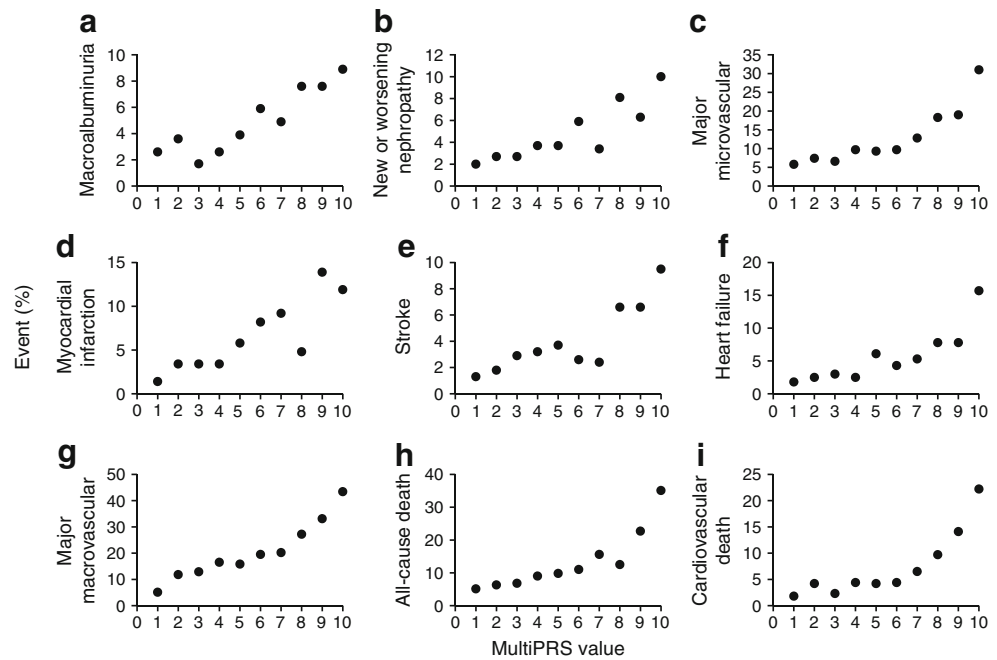 a
Macroalbuminuria
10
8
6
4
2
0
0 1 2 3 4 5 6 7 8 9 10
b
New or worsening
nephropathy
12
10
8
6
4
2
0
0 1 2 3 4 5 6 7 8 9 10
c
Major
microvascular
35
30
25
20
15
10
5
0
0 1 2 3 4 5 6 7 8 9 10
Event (%)
d
Myocardial
infarction
15
10
5
0
0 1 2 3 4 5 6 7 8 9 10
e
Stroke
10
8
6
4
2
0
0 1 2 3 4 5 6 7 8 9 10
f
Heart failure
20
15
10
5
0
0 1 2 3 4 5 6 7 8 9 10
g
Major
macrovascular
50
40
30
20
10
0
0 1 2 3 4 5 6 7 8 9 10
h
All-cause death
40
30
20
10
0
0 1 2 3 4 5 6 7 8 9 10
i
Cardiovascular
death
25
20
15
10
5
0
0 1 2 3 4 5 6 7 8 9 10
MultiPRS value